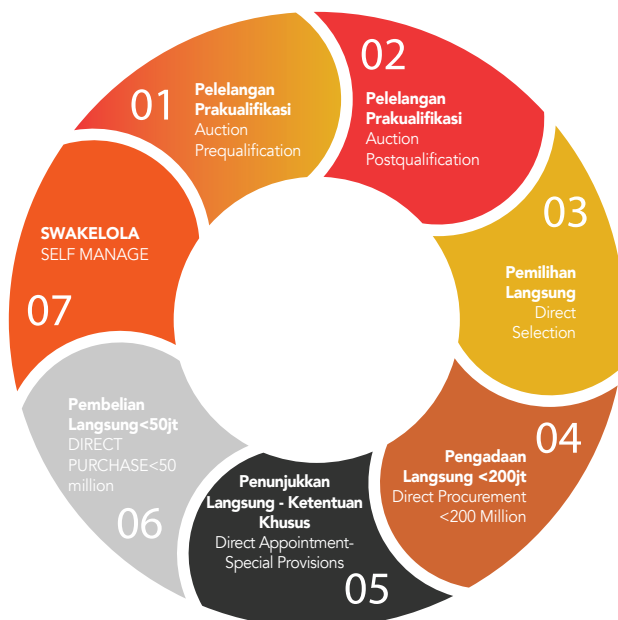 01
Pelelangan
Prakualifikasi
Auction
Prequalification
02
Pelelangan
Prakualifikasi
Auction
Postqualification
03
Pemilihan
Langsung
Direct
Selection
04
Pengadaan
Langsung <200jt
Direct Procurement
<200 Million
Penunjukkan
Langsung - Ketentuan
Khusus
Direct Appointment-
Special Provisions
05
Pembelian
Langsung<50jt
DIRECT
PURCHASE<50
million
06
SWAKELOLA
SELF MANAGE
07